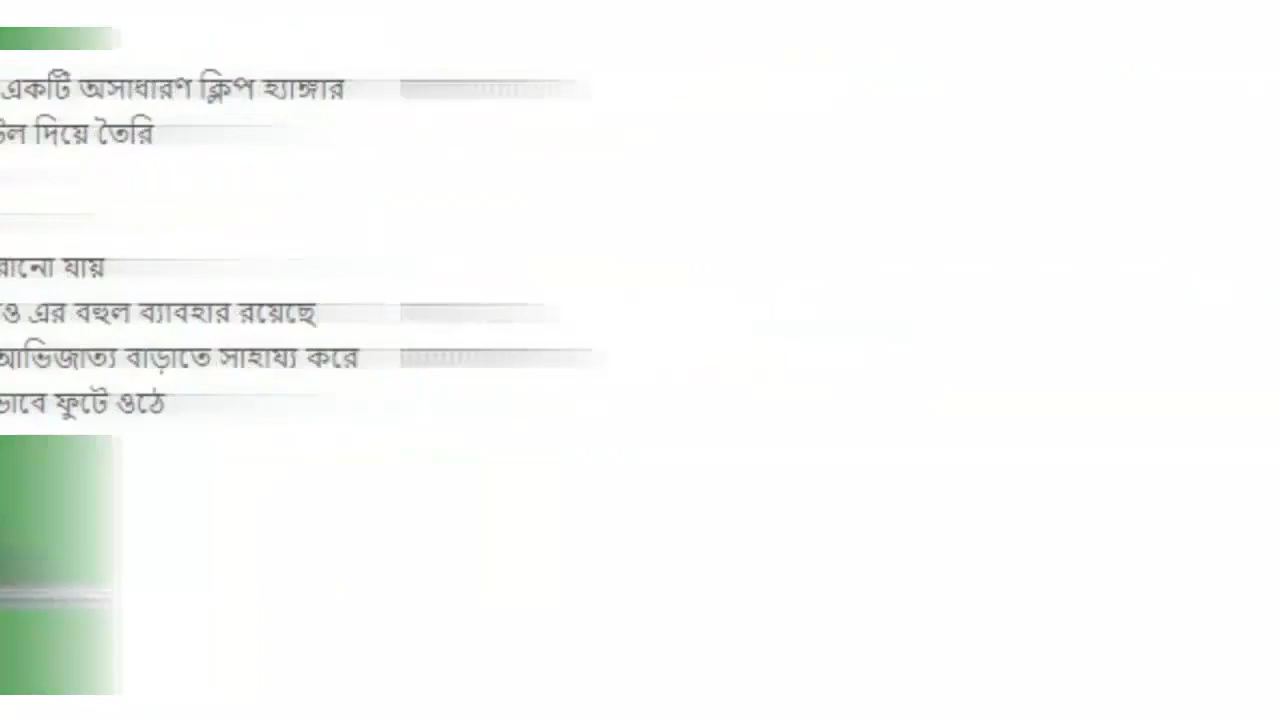 একটি অসাধারণ ক্লিপ হ্যাঙ্গার
দিয়ে তৈরি
যায়
ও এর বহুল ব্যাবহার রয়েছে
আভিজাত্য বাড়াতে সাহায্য করে
ফুটে ওঠে